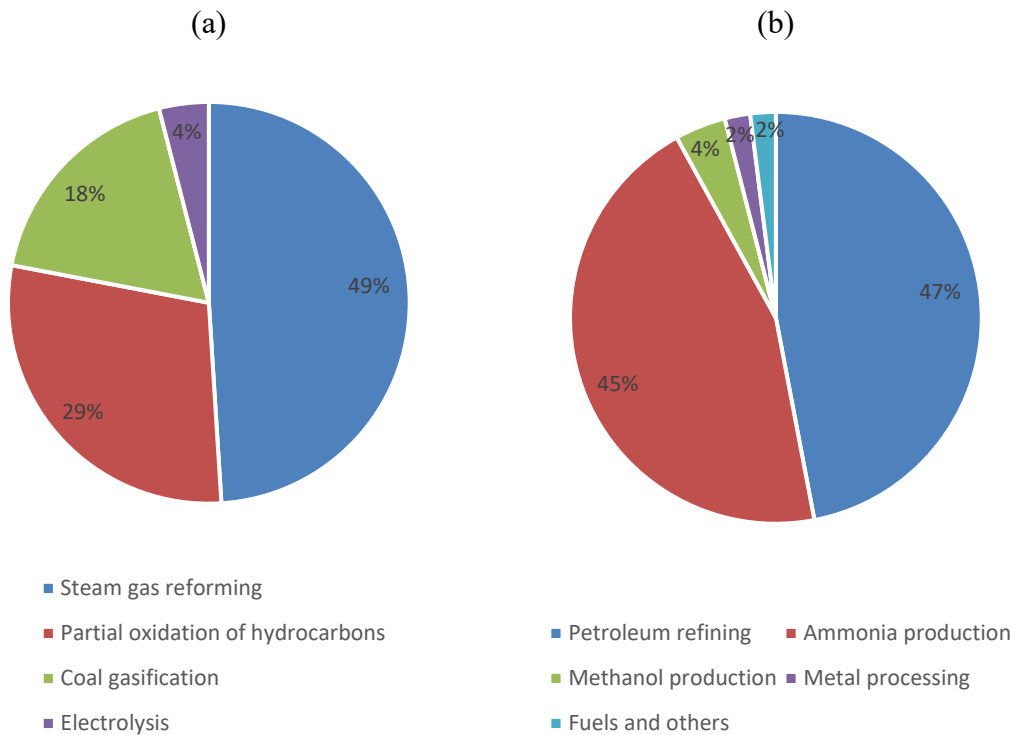 (a)
(b)
4%
18%
49%
29%
4%
2%
2%
47%
45%
Steam gas reforming
Partial oxidation of hydrocarbons
Coal gasification
Electrolysis
Petroleum refining
Ammonia production
Methanol production
Metal processing
Fuels and others